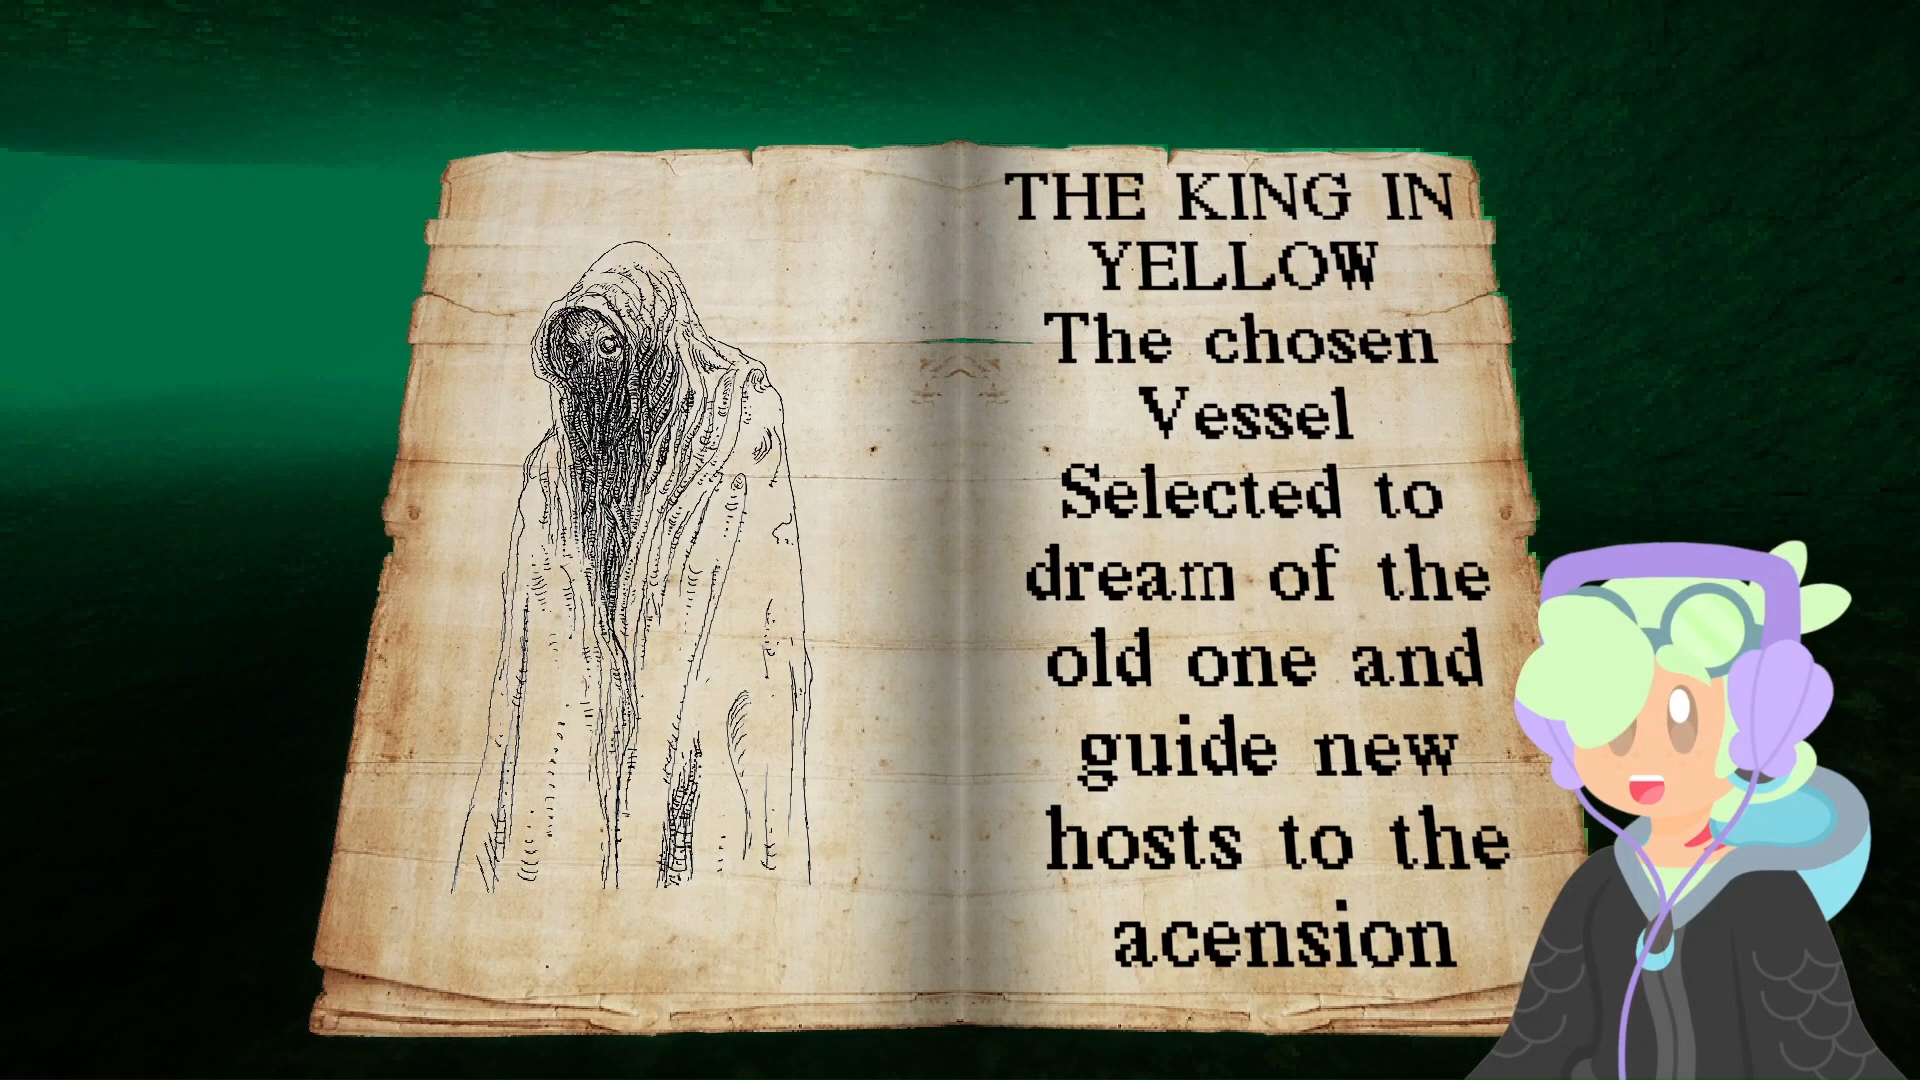 THE KING IN
YELLOW
The chosen
Vessel
Selected to
dream of the
old one and
guide new
hosts to the
acension